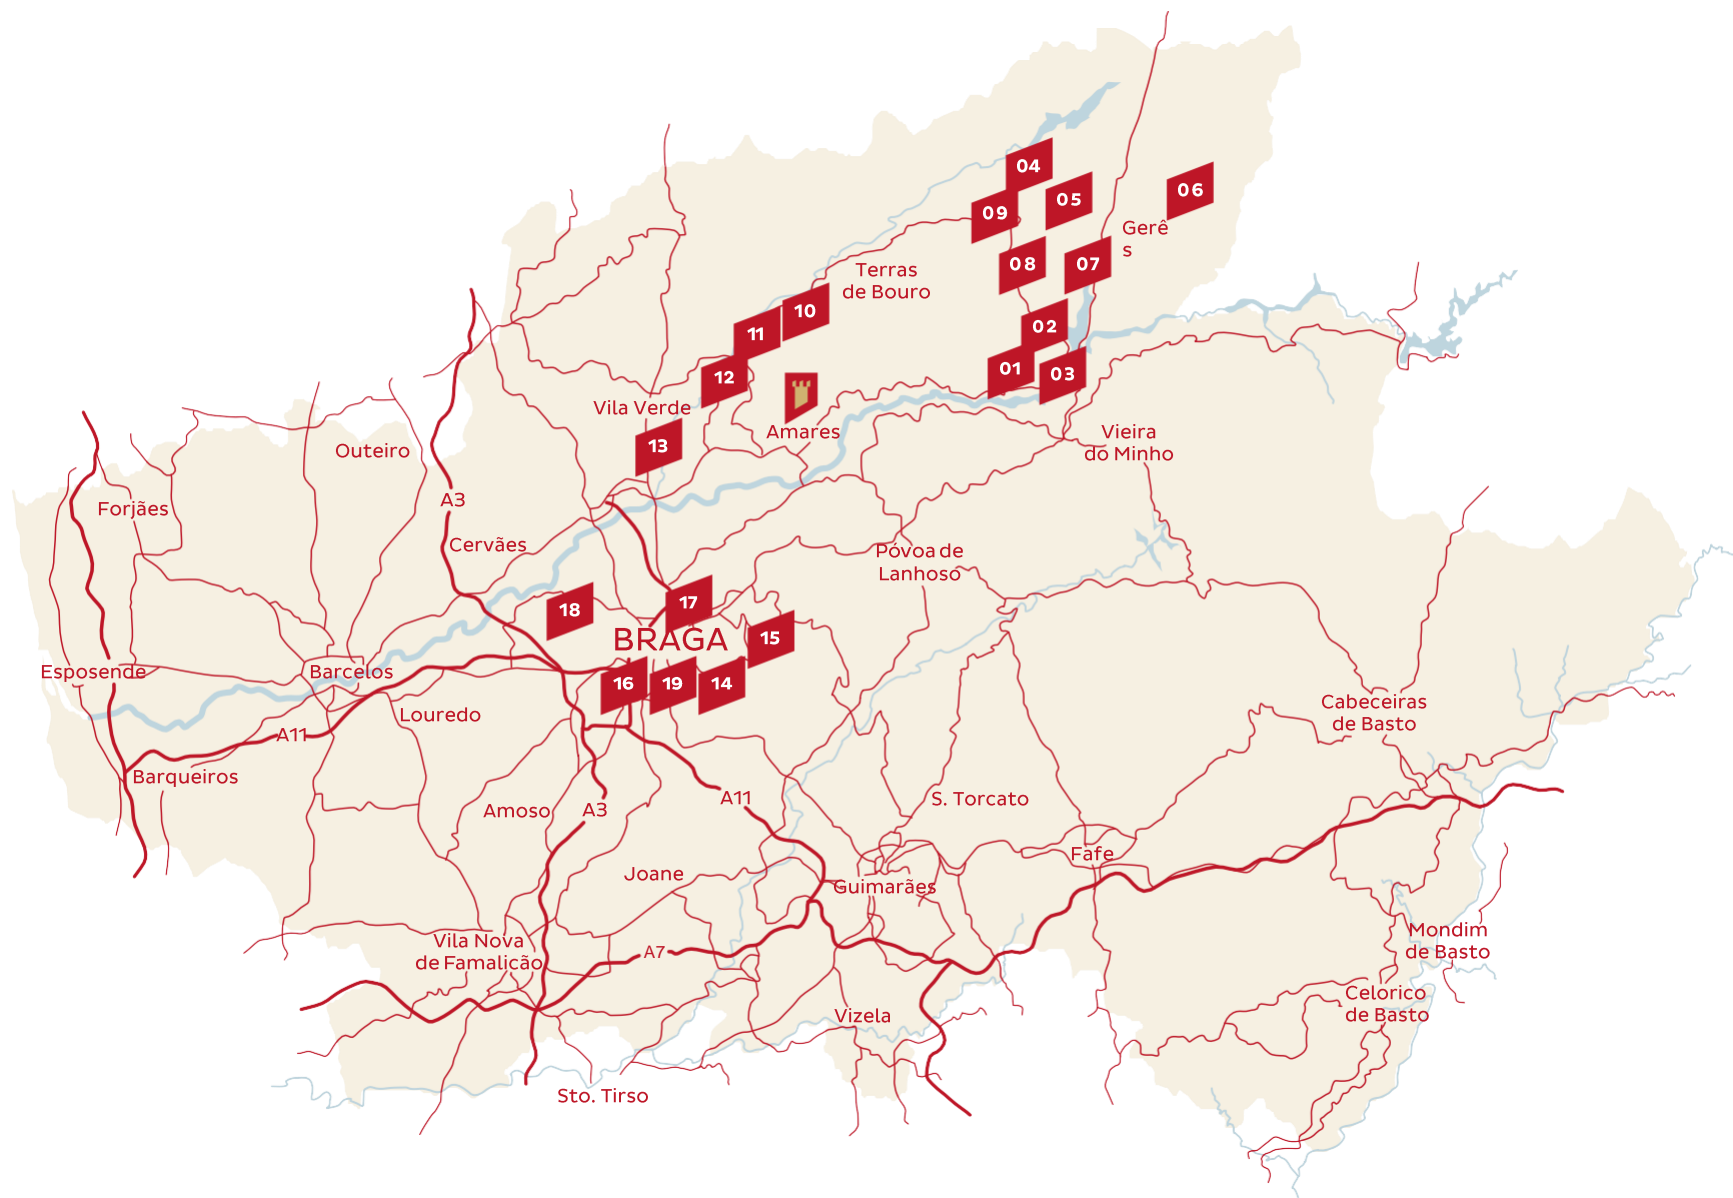 04
05
06
09
Gerê
s
08
07
Terras
de Bouro
10
11
02
12
01
03
Vila Verde
Amares
13
Vieira
do Minho
Outeiro
A3
Forjães
Cervães
Póvoa de
Lanhoso
18
17
BRAGA
15
Esposende
Barcelos
16
19
14
Louredo
Cabeceiras
de Basto
A11
Barqueiros
Amoso
A3
A11
S. Torcato
Fafe
Joane
Guimarães
Vila Nova
de Famalicão
A7
Mondim
de Basto
Celorico
de Basto
Vizela
Sto. Tirso